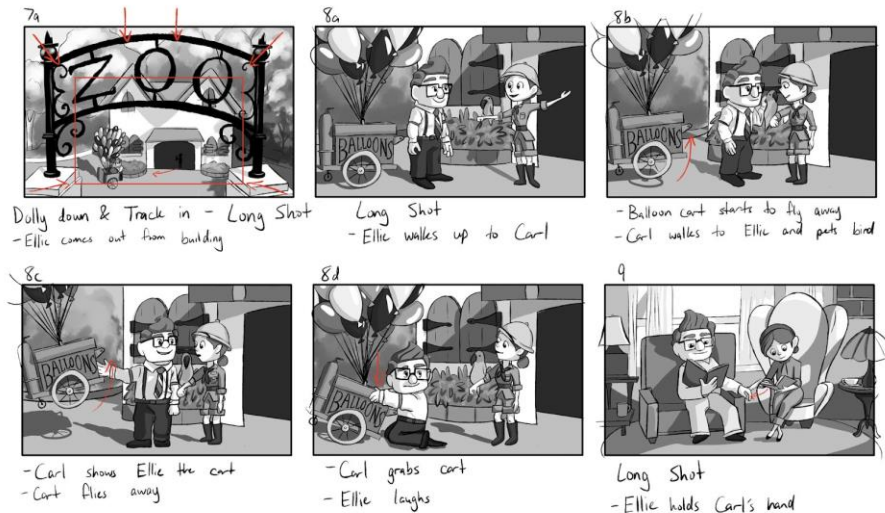 7a
ZOO
Dolly down & Track in - Long Shot
- Ellie comes out from building
8a
BALLOONS
Long Shot
- Ellie walks up to Carl
8b
BALLOONS
- Balloon cart starts to fly away
- Carl walks to Ellie and pets bird
8c
BALLOONS
- Carl shows Ellie the cart
- Cart flies away
8d
BALLOONS
- Carl grabs cart
- Ellie laughs
9
Long Shot
- Ellie holds Carl's hand